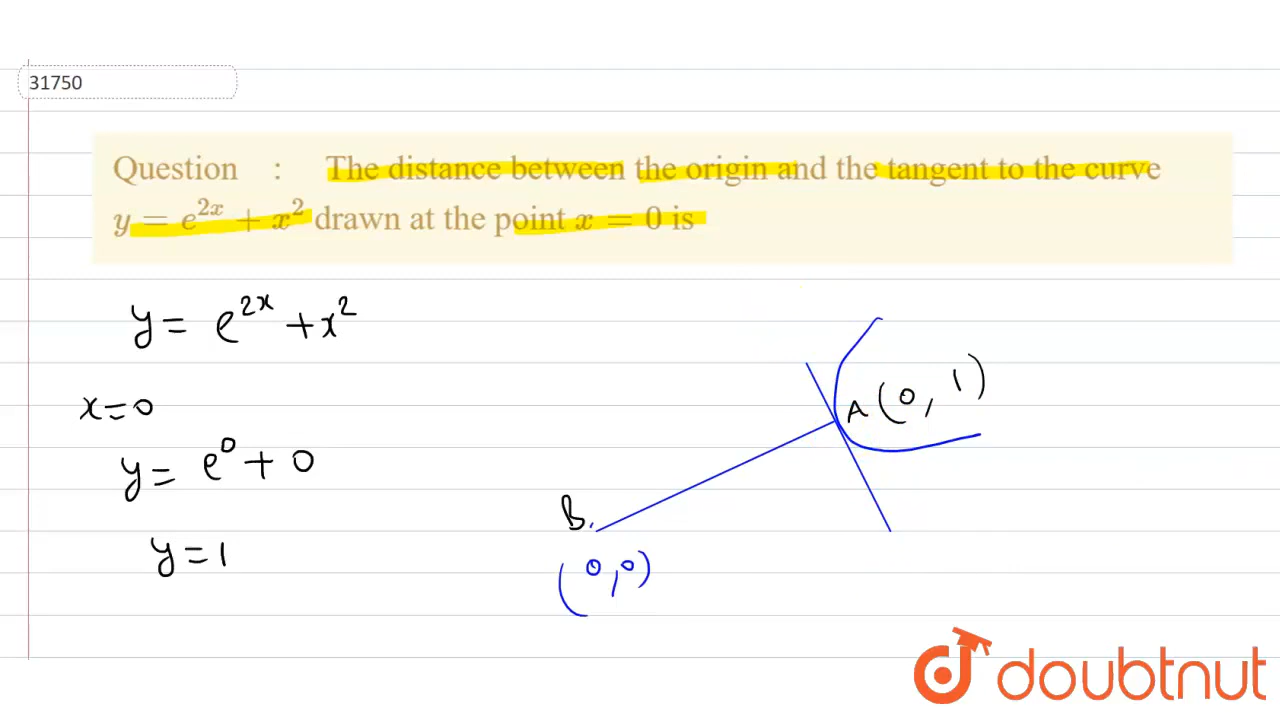 31750
Question : The distance between the origin and the tangent to the curve
y = e^{2x} + x^2 drawn at the point x = 0 is
y = e^{2x} + x^2
x=0
y = e^0 + 0
y = 1
A (0, 1)
B.
(0,0)
doubtnut